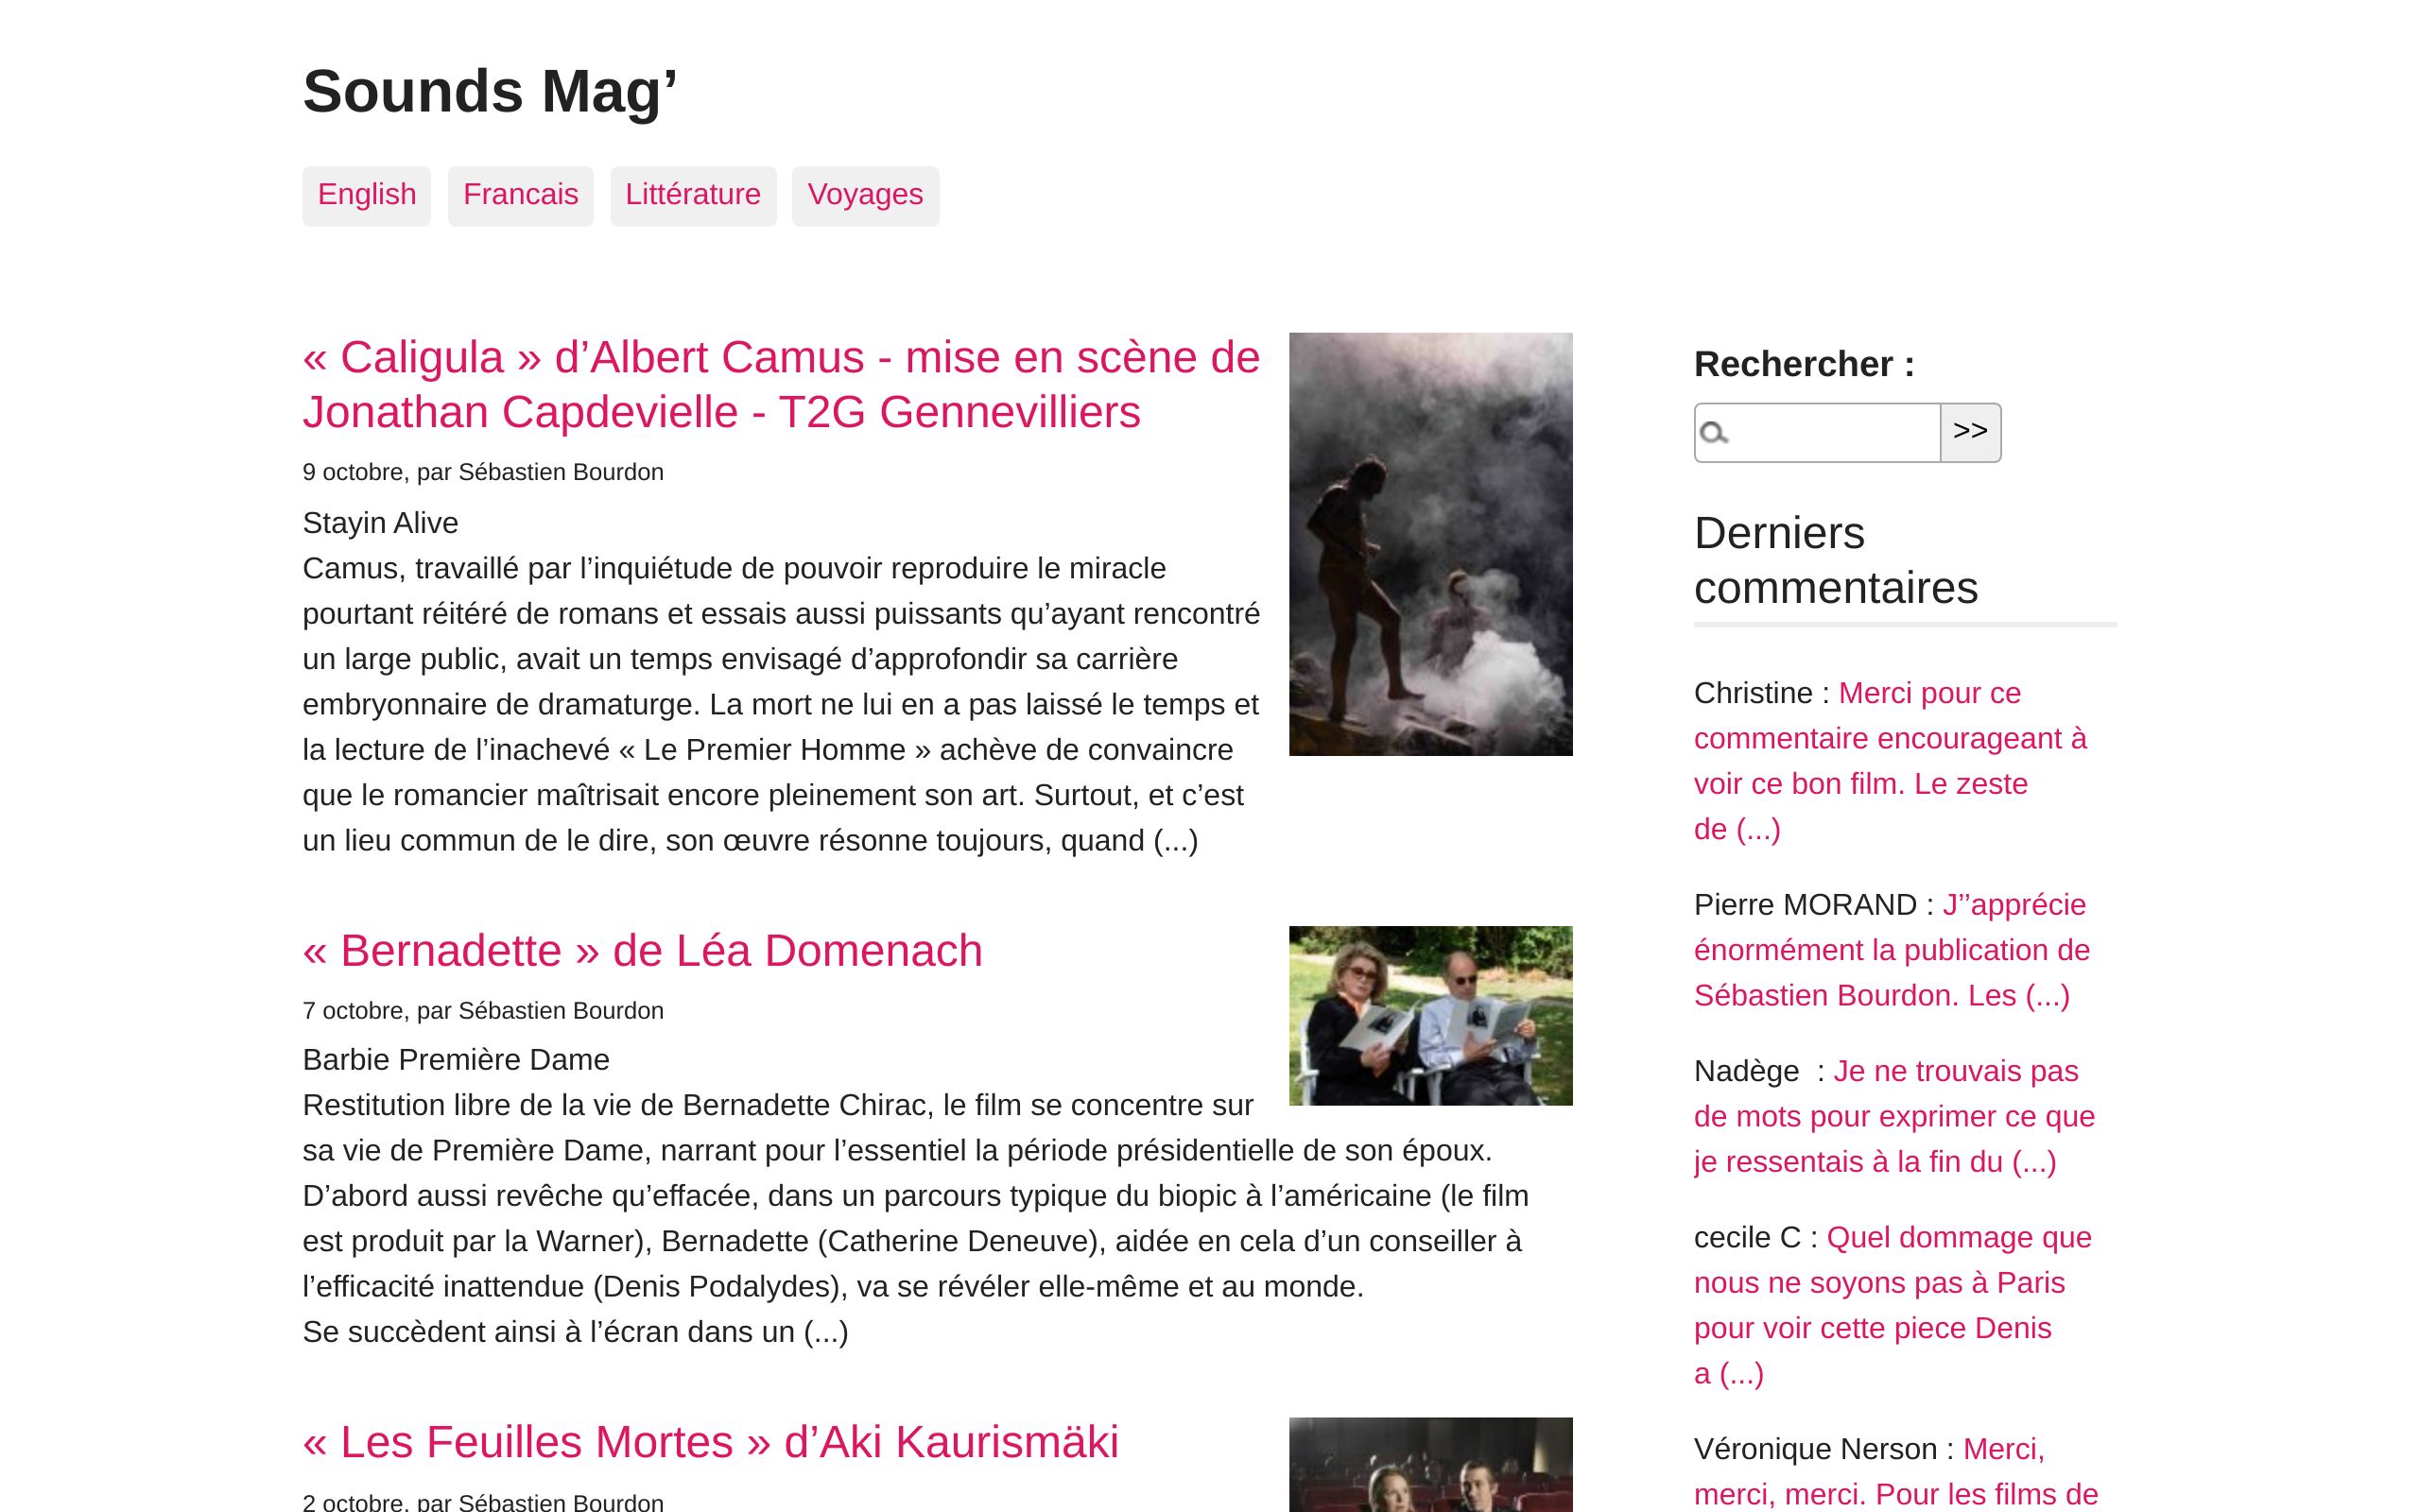 Sounds Mag’
English
Francais
Littérature
Voyages
« Caligula » d’Albert Camus - mise en scène de
Jonathan Capdevielle - T2G Gennevilliers
9 octobre, par Sébastien Bourdon
Stayin Alive
Camus, travaillé par l’inquiétude de pouvoir reproduire le miracle
pourtant réitéré de romans et essais aussi puissants qu’ayant rencontré
un large public, avait un temps envisagé d’approfondir sa carrière
embryonnaire de dramaturge. La mort ne lui en a pas laissé le temps et
la lecture de l’inachevé « Le Premier Homme » achève de convaincre
que le romancier maîtrisait encore pleinement son art. Surtout, et c’est
un lieu commun de le dire, son œuvre résonne toujours, quand (...)
« Bernadette » de Léa Domenach
7 octobre, par Sébastien Bourdon
Barbie Première Dame
Restitution libre de la vie de Bernadette Chirac, le film se concentre sur
sa vie de Première Dame, narrant pour l’essentiel la période présidentielle de son époux.
D’abord aussi revêche qu’effacée, dans un parcours typique du biopic à l’américaine (le film
est produit par la Warner), Bernadette (Catherine Deneuve), aidée en cela d’un conseiller à
l’efficacité inattendue (Denis Podalydes), va se révéler elle-même et au monde.
Se succèdent ainsi à l’écran dans un (...)
« Les Feuilles Mortes » d’Aki Kaurismäki
2 octobre, par Sébastien Bourdon
Rechercher :
>>
Derniers
commentaires
Christine : Merci pour ce
commentaire encourageant à
voir ce bon film. Le zeste
de (...)
Pierre MORAND : J’’apprécie
énormément la publication de
Sébastien Bourdon. Les (...)
Nadège  : Je ne trouvais pas
de mots pour exprimer ce que
je ressentais à la fin du (...)
cecile C : Quel dommage que
nous ne soyons pas à Paris
pour voir cette piece Denis
a (...)
Véronique Nerson : Merci,
merci, merci. Pour les films de